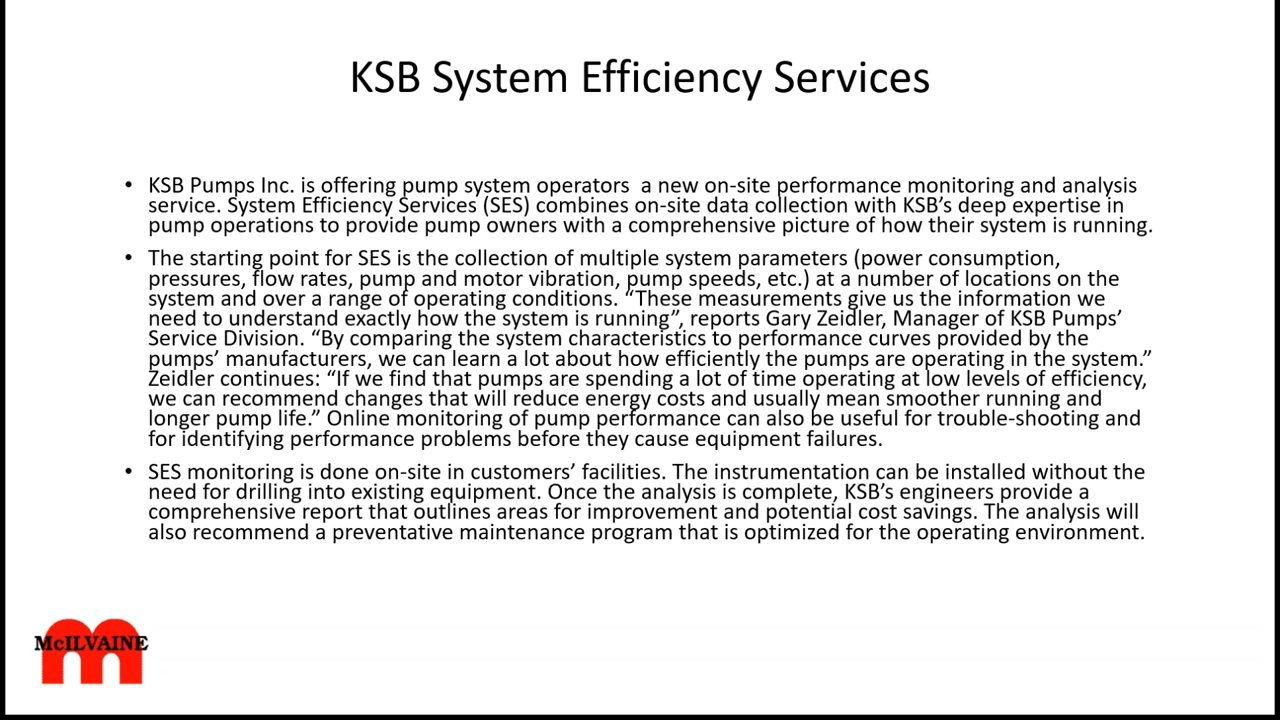 KSB System Efficiency Services
• KSB Pumps Inc. is offering pump system operators  a new on-site performance monitoring and analysis
service. System Efficiency Services (SES) combines on-site data collection with KSB’s deep expertise in
pump operations to provide pump owners with a comprehensive picture of how their system is running.
• The starting point for SES is the collection of multiple system parameters (power consumption,
pressures, flow rates, pump and motor vibration, pump speeds, etc.) at a number of locations on the
system and over a range of operating conditions. “These measurements give us the information we
need to understand exactly how the system is running”, reports Gary Zeidler, Manager of KSB Pumps’
Service Division. “By comparing the system characteristics to performance curves provided by the
pumps’ manufacturers, we can learn a lot about how efficiently the pumps are operating in the system.”
Zeidler continues: “If we find that pumps are spending a lot of time operating at low levels of efficiency,
we can recommend changes that will reduce energy costs and usually mean smoother running and
longer pump life.” Online monitoring of pump performance can also be useful for trouble-shooting and
for identifying performance problems before they cause equipment failures.
• SES monitoring is done on-site in customers’ facilities. The instrumentation can be installed without the
need for drilling into existing equipment. Once the analysis is complete, KSB’s engineers provide a
comprehensive report that outlines areas for improvement and potential cost savings. The analysis will
also recommend a preventative maintenance program that is optimized for the operating environment.
McILVAINE